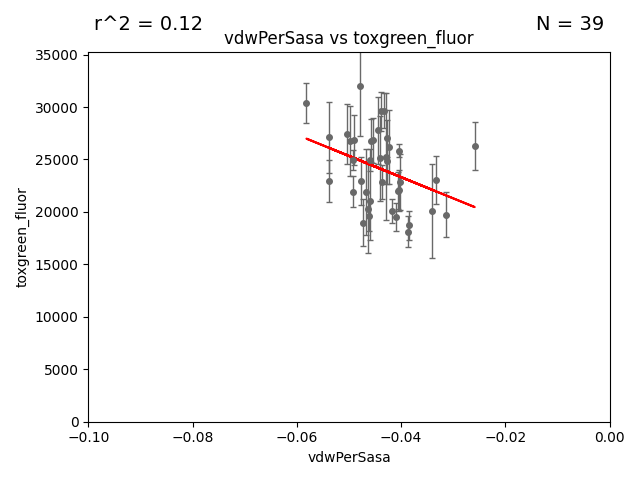 r^2 = 0.12
N = 39
vdwPerSasa vs toxgreen_fluor
35000
30000
25000
20000
15000
10000
5000
0
toxgreen_fluor
−0.10
−0.08
−0.06
−0.04
−0.02
0.00
vdwPerSasa